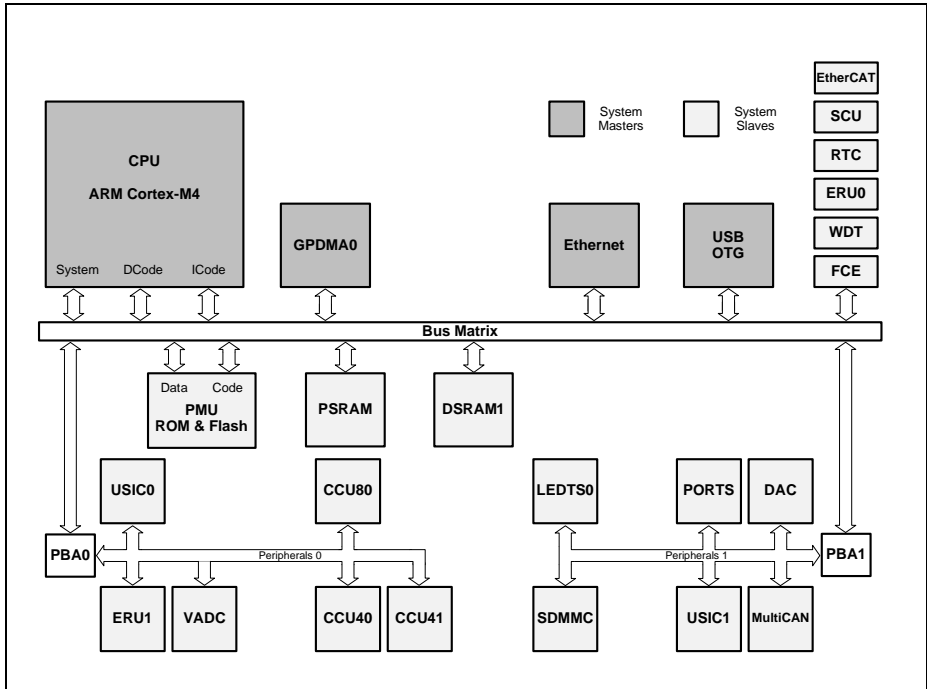 EtherCAT
System
Masters
System
Slaves
SCU
CPU
ARM Cortex-M4
RTC
ERU0
GPDMA0
Ethernet
USB
OTG
WDT
System DCode ICode
FCE
Bus Matrix
Data Code
PMU
ROM & Flash
PSRAM
DSRAM1
USIC0
CCU80
LEDTS0
PORTS
DAC
PBA0
Peripherals 0
Peripherals 1
PBA1
ERU1
VADC
CCU40
CCU41
SDMMC
USIC1
MultiCAN